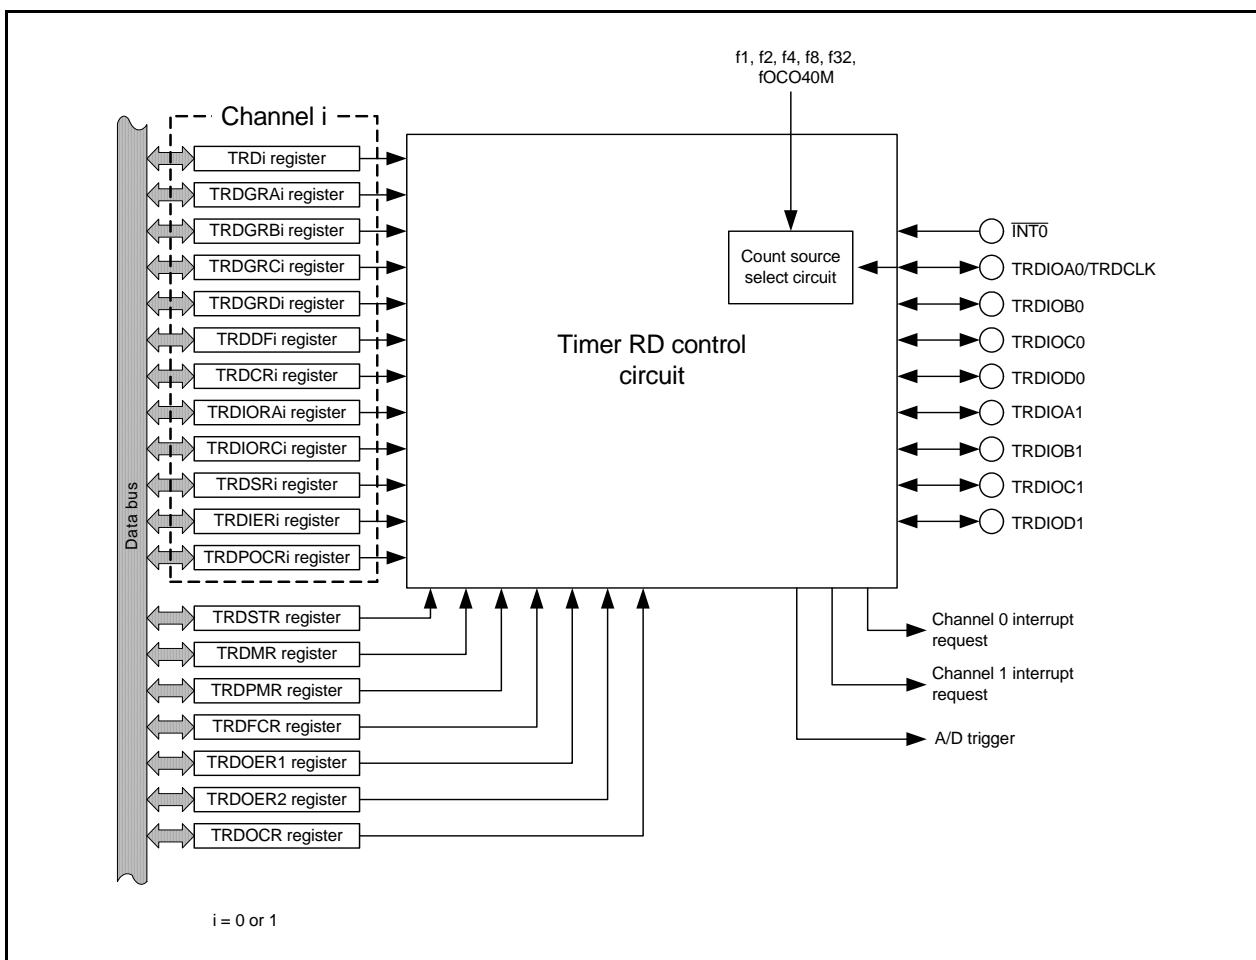 f1, f2, f4, f8, f32,
fOCO40M
Channel i
TRDi register
TRDGRAi register
TRDGRBi register
TRDGRCi register
TRDGRDi register
TRDDFi register
TRDCRi register
TRDIORAi register
TRDIORCi register
TRDSRi register
TRDIERi register
TRDPOCRi register
Data bus
TRDSTR register
TRDMR register
TRDPMR register
TRDFCR register
TRDOER1 register
TRDOER2 register
TRDOCR register
Count source
select circuit
Timer RD control
circuit
INT0
TRDIOA0/TRDCLK
TRDIOB0
TRDIOC0
TRDIOD0
TRDIOA1
TRDIOB1
TRDIOC1
TRDIOD1
Channel 0 interrupt
request
Channel 1 interrupt
request
A/D trigger
i = 0 or 1